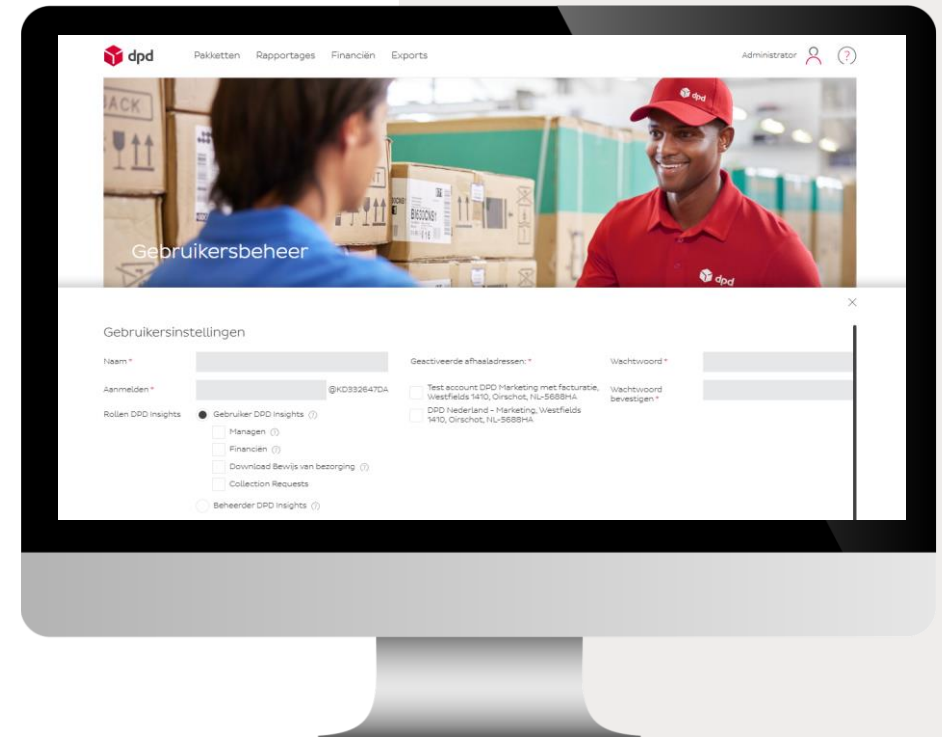 dpd
Pakketten Rapportages Financiën Exports
Administrator
?
dpd
Gebruikersbeheer
dpd
Gebruikersinstellingen
Naam *
Geactiveerde afhaaladressen: *
Wachtwoord *
Aanmelden *
@KD332647DA
Test account DPD Marketing met facturatie,
Westfields 1410, Oirschot, NL-5688HA
Wachtwoord
bevestigen *
Rollen DPD Insights
Gebruiker DPD Insights ?
DPD Nederland - Marketing, Westfields
1410, Oirschot, NL-5688HA
Managen ?
Financiën ?
Download Bewijs van bezorging ?
Collection Requests
Beheerder DPD Insights ?